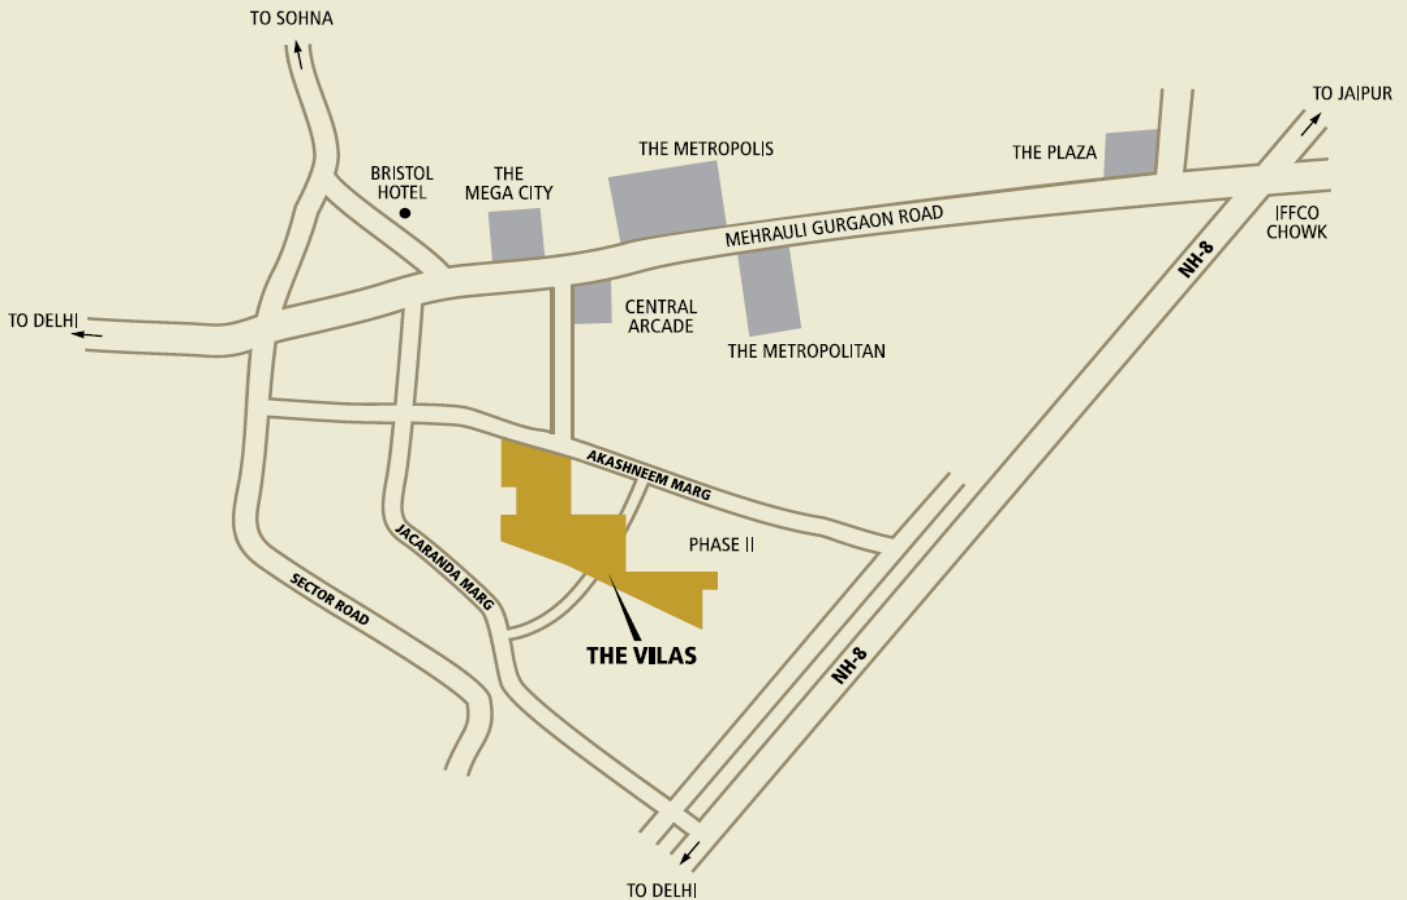 TO SOHNA
TO JAIPUR
THE METROPOLIS
THE PLAZA
BRISTOL
HOTEL
THE
MEGA CITY
MEHRAULI GURGAON ROAD
IFFCO
CHOWK
NH-8
TO DELHI
CENTRAL
ARCADE
THE METROPOLITAN
AKASHNEEM MARG
PHASE II
JACARANDA MARG
SECTOR ROAD
THE VILAS
NH-8
TO DELHI